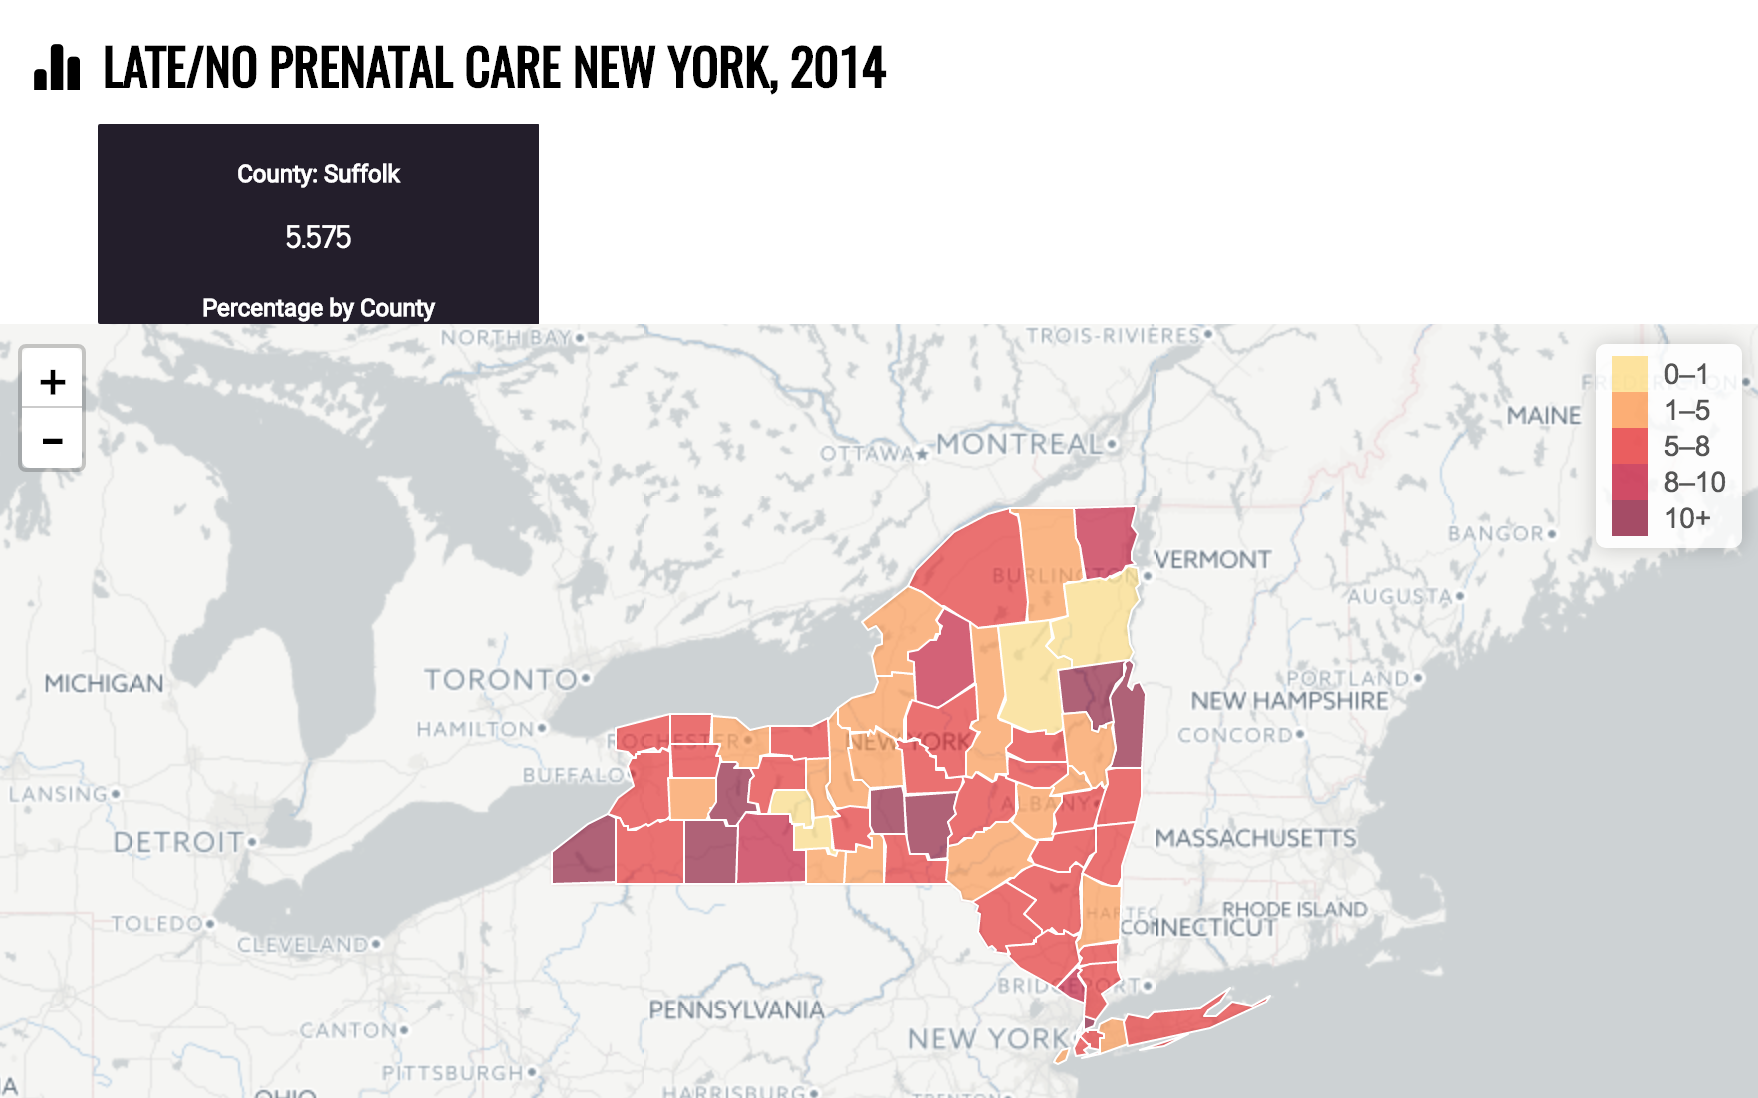 LATE/NO PRENATAL CARE NEW YORK, 2014
County: Suffolk
5.575
Percentage by County
+
−
0–1
1–5
5–8
8–10
10+
NORTH BAY
TROIS-RIVIÈRES
MAINE
OTTAWA
MONTREAL
BANGOR
VERMONT
BURLINGTON
AUGUSTA
MICHIGAN
TORONTO
PORTLAND
NEW HAMPSHIRE
HAMILTON
ROCHESTER
NEW YORK
CONCORD
BUFFALO
LANSING
ALBANY
DETROIT
MASSACHUSETTS
TOLEDO
CLEVELAND
HARTFO
CONNECTICUT
RHODE ISLAND
BRIDGEPORT
PENNSYLVANIA
CANTON
NEW YORK
PITTSBURGH
HARRISBURG
OHIO
TRENTON